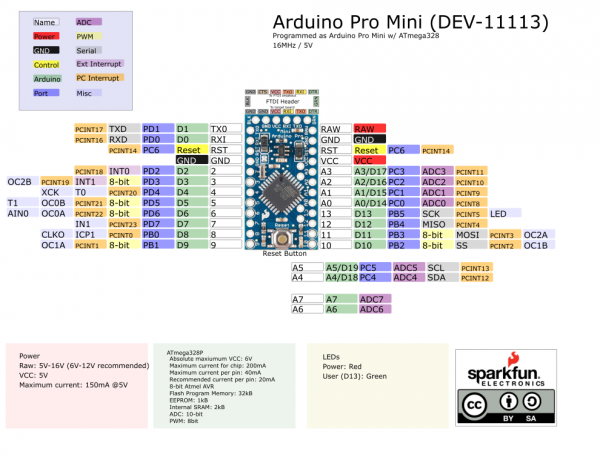 Arduino Pro Mini (DEV-11113)
Programmed as Arduino Pro Mini w/ ATmega328
16MHz / 5V
Name ADC
Power PWM
GND Serial
Control Ext Interrupt
Arduino PC Interrupt
Port Misc
FTDI Header
PCINT17 TXD PD1 D1 TX0
PCINT16 RXD PD0 D0 RXI
PCINT14 PC6 Reset RST
GND GND
PCINT18 INT0 PD2 D2 2
OC2B PCINT19 INT1 8-bit PD3 D3 3
XCK T0 PCINT20 PD4 D4 4
T1 OC0B PCINT21 8-bit PD5 D5 5
AIN0 OC0A PCINT22 8-bit PD6 D6 6
IN1 PCINT23 PD7 D7 7
CLKO ICP1 PCINT0 PB0 D8 8
OC1A PCINT1 8-bit PB1 D9 9
RAW RAW
GND GND
RST Reset PC6 PCINT14
VCC VCC
A3 A3/D17 PC3 ADC3 PCINT11
A2 A2/D16 PC2 ADC2 PCINT10
A1 A1/D15 PC1 ADC1 PCINT9
A0 A0/D14 PC0 ADC0 PCINT8
13 D13 PB5 SCK PCINT5 LED
12 D12 PB4 MISO PCINT4
11 D11 PB3 8-bit MOSI PCINT3 OC2A
10 D10 PB2 8-bit SS PCINT2 OC1B
Reset Button
A5 A5/D19 PC5 ADC5 SCL PCINT13
A4 A4/D18 PC4 ADC4 SDA PCINT12
A7 A7 ADC7
A6 A6 ADC6
Power
Raw: 5V-16V (6V-12V recommended)
VCC: 5V
Maximum current: 150mA @5V
ATmega328P
Absolute maxiumum VCC: 6V
Maximum current for chip: 200mA
Maximum current per pin: 40mA
Recommended current per pin: 20mA
8-bit Atmel AVR
Flash Program Memory: 32kB
EEPROM: 1kB
Internal SRAM: 2kB
ADC: 10-bit
PWM: 8bit
LEDs
Power: Red
User (D13): Green
sparkfun
ELECTRONICS
cc
BY SA